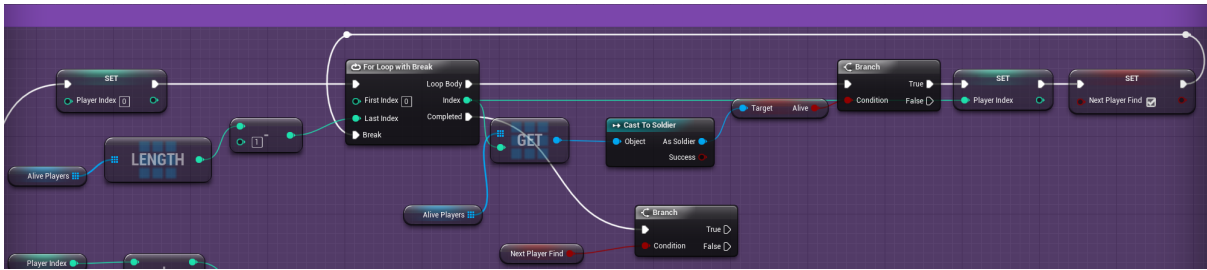 SET
Player Index 0
Alive Players
LENGTH
1 -
For Loop with Break
Loop Body
First Index 0
Index
Last Index
Completed
Break
Alive Players
GET
Cast To Soldier
Object
As Soldier
Success
Target
Alive
Branch
True
Condition
False
SET
Player Index
SET
Next Player Find
Next Player Find
Branch
True
Condition
False
Player Index